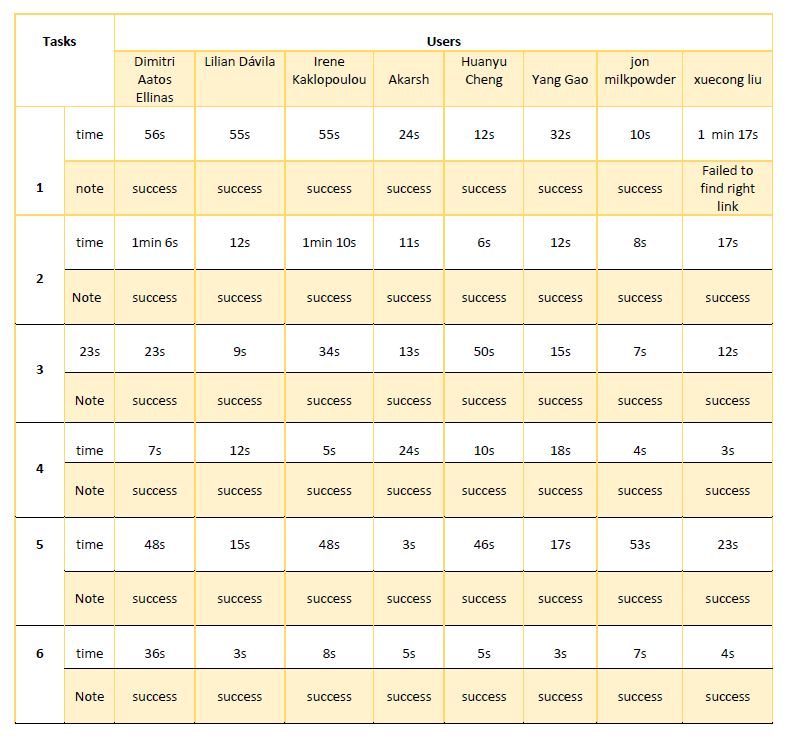 Tasks Users
Dimitri Aatos Ellinas Lilian Dávila Irene Kaklopoulou Akarsh Huanyu Cheng Yang Gao jon milkpowder xuecong liu
1 time 56s 55s 55s 24s 12s 32s 10s 1 min 17s
note success success success success success success success Failed to find right link
2 time 1min 6s 12s 1min 10s 11s 6s 12s 8s 17s
Note success success success success success success success success
3 23s 23s 9s 34s 13s 50s 15s 7s 12s
Note success success success success success success success success
4 time 7s 12s 5s 24s 10s 18s 4s 3s
Note success success success success success success success success
5 time 48s 15s 48s 3s 46s 17s 53s 23s
Note success success success success success success success success
6 time 36s 3s 8s 5s 5s 3s 7s 4s
Note success success success success success success success success